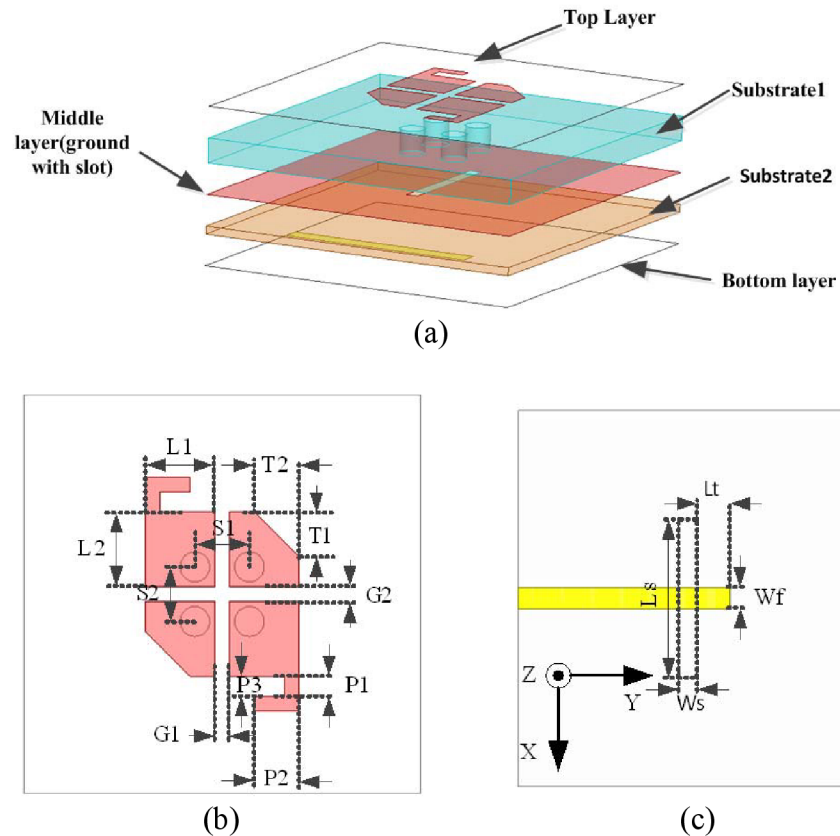 Top Layer
Substrate1
Middle
layer(ground
with slot)
Substrate2
Bottom layer
(a)
L1
T2
S1
T1
L2
S2
G2
P3
P1
G1
P2
(b)
Lt
Ls
Wf
Z
Y
Ws
X
(c)